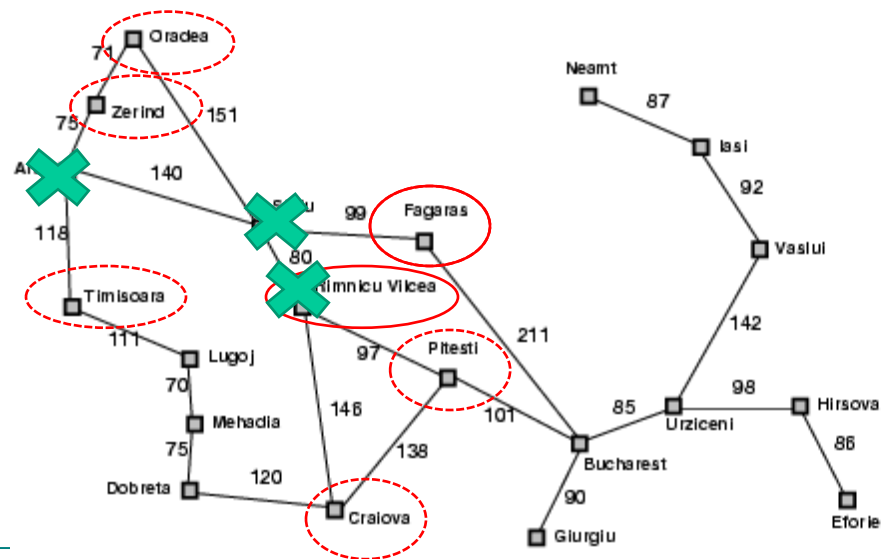 Oradea
71
Neamt
87
Zerind
151
75
Iasi
140
92
99
Fagaras
118
80
Vaslui
Rimnicu Vilcea
Timisoara
142
211
111
Lugoj
97
Pitesti
98
70
146
85
Hirsova
101
Urziceni
Mehadia
138
86
75
Bucharest
120
Dobreta
90
Craiova
Eforie
Giurgiu